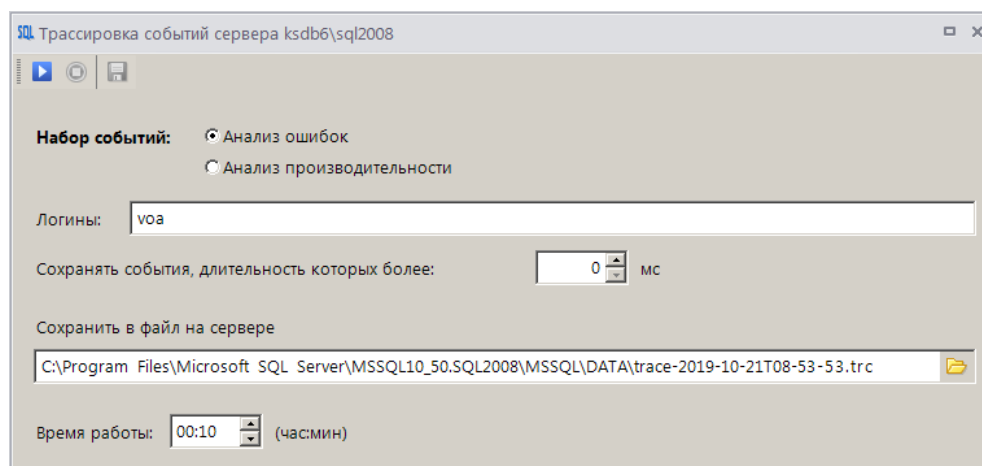 SQL Трассировка событий сервера ksdb6\sql2008
Набор событий: Анализ ошибок
Анализ производительности
Логины: voa
Сохранять события, длительность которых более: 0 мс
Сохранить в файл на сервере
C:\Program Files\Microsoft SQL Server\MSSQL10_50.SQL2008\MSSQL\DATA\trace-2019-10-21T08-53-53.trc
Время работы: 00:10 (час:мин)